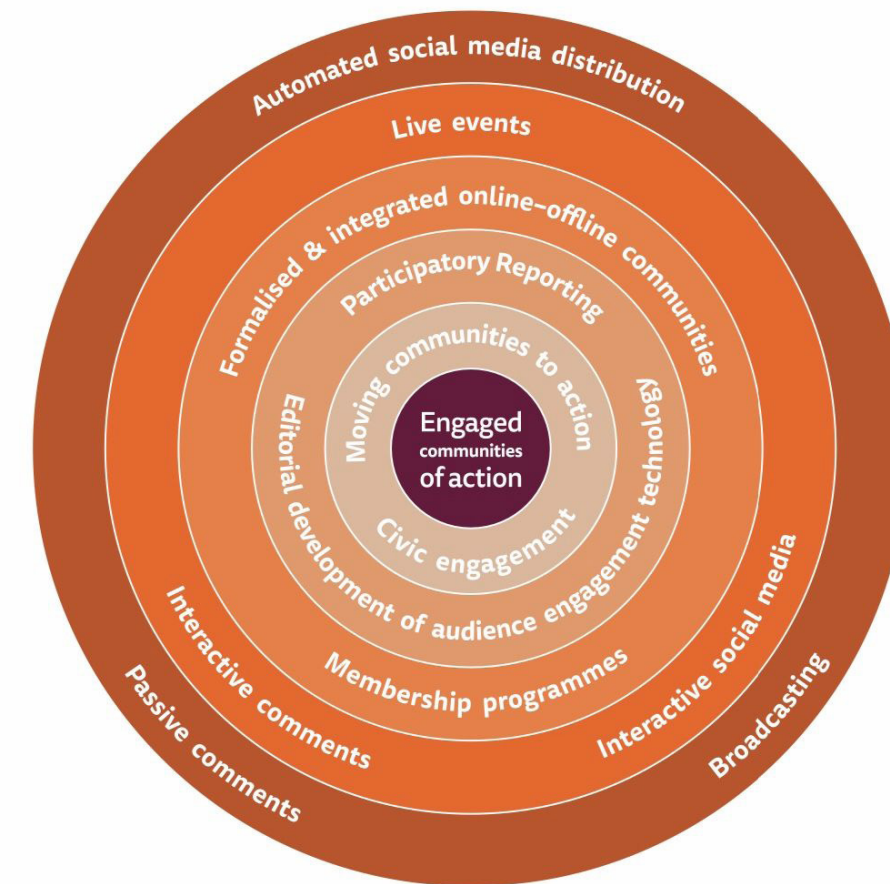 Automated social media distribution
Live events
Formalised & integrated online–offline communities
Participatory Reporting
Moving communities to action
Engaged
communities
of action
Civic engagement
Editorial development of audience engagement technology
Membership programmes
Interactive comments
Interactive social media
Passive comments
Broadcasting